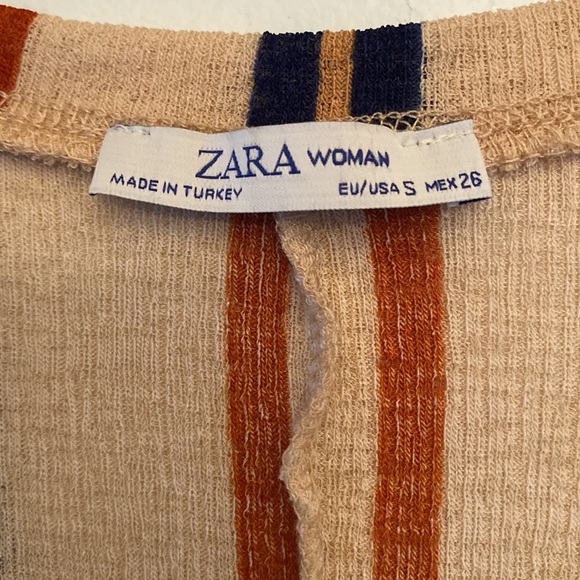 ZARA WOMAN
MADE IN TURKEY
EU/USA S MEX 26